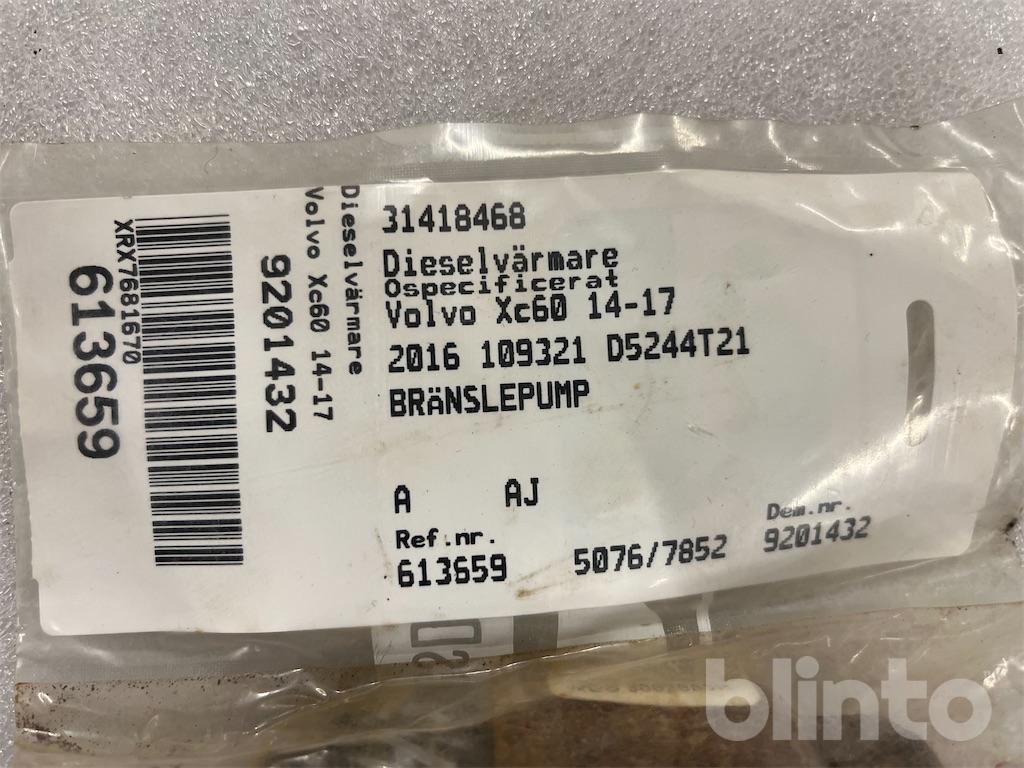 31418468
Dieselvärmare
Ospecificerat
Volvo Xc60 14-17
2016 109321 D5244T21
BRäNSLEPUMP
A AJ
Ref.nr.
613659 5076/7852
Dem.nr.
9201432
Dieselvärmare
Volvo Xc60 14-17
9201432
XRX7681670
613659
blinto